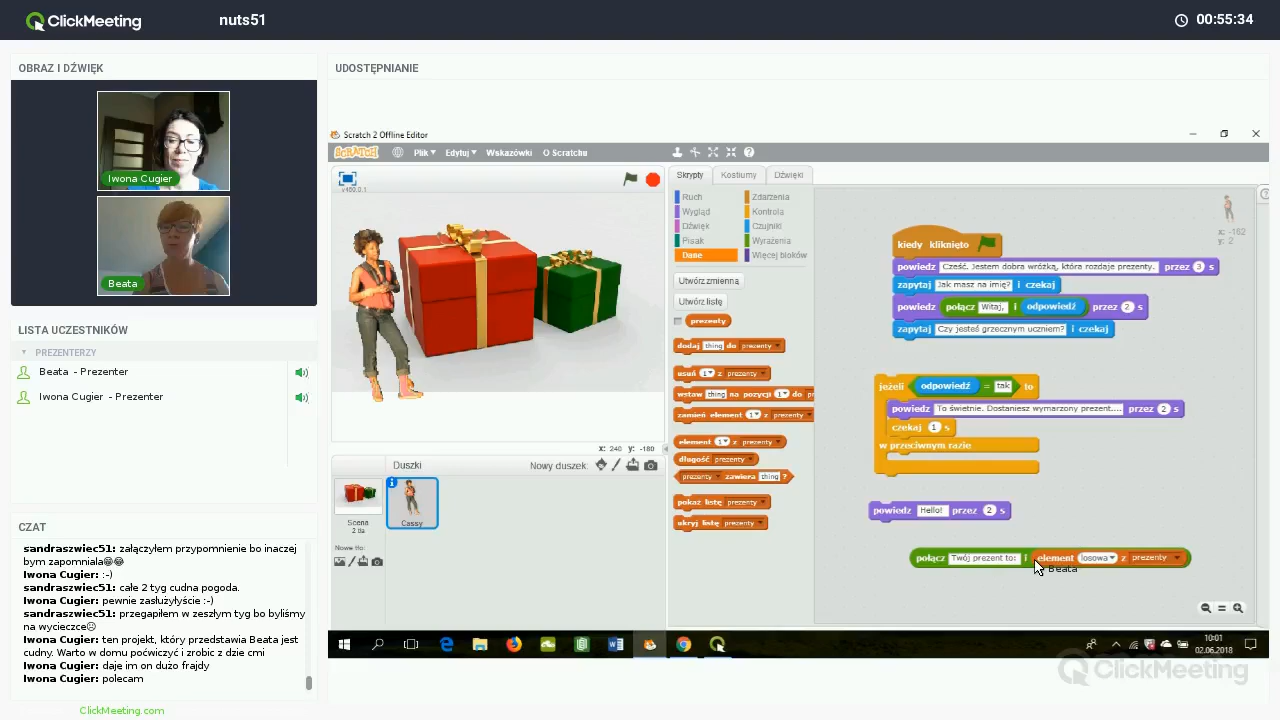 ClickMeeting
nuts51
00:55:34
OBRAZ I DŹWIĘK
Iwona Cugier
Beata
LISTA UCZESTNIKÓW
PREZENTERZY
Beata - Prezenter
Iwona Cugier - Prezenter
CZAT
sandraszwiec51: załączyłem przypomnienie bo inaczej
bym zapomniala😁😁
Iwona Cugier: :-)
sandraszwiec51: całe 2 tyg cudna pogoda.
Iwona Cugier: pewnie zasłużyłyście :-)
sandraszwiec51: przegapiłem w zeszłym tyg bo byliśmy
na wycieczce☹
Iwona Cugier: ten projekt, który przedstawia Beata jest
cudny. Warto w domu poćwiczyć i zrobic z dzie cmi
Iwona Cugier: daje im on dużo frajdy
Iwona Cugier: polecam
ClickMeeting.com
UDOSTĘPNIANIE
Scratch 2 Offline Editor
SCRATCH Plik Edytuj Wskazówki O Scratchu
v460.0.1
x: 240 y: -180
Duszki Nowy duszek:
Scena
2 tła
Nowe tło:
Cassy
Skrypty Kostiumy Dźwięki
Ruch Zdarzenia
Wygląd Kontrola
Dźwięk Czujniki
Pisak Wyrażenia
Dane Więcej bloków
Utwórz zmienną
Utwórz listę
prezenty
dodaj thing do prezenty
usuń 1 z prezenty
wstaw thing na pozycji 1 do
zamień element 1 z prezenty
element 1 z prezenty
długość prezenty
prezenty zawiera thing ?
pokaż listę prezenty
ukryj listę prezenty
x: -162
y: 2
kiedy kliknięto
powiedz Cześć. Jestem dobra wróżką, która rozdaje prezenty. przez 3 s
zapytaj Jak masz na imię? i czekaj
powiedz połącz Witaj, i odpowiedź przez 2 s
zapytaj Czy jesteś grzecznym uczniem? i czekaj
jeżeli odpowiedź = tak to
powiedz To świetnie. Dostaniesz wymarzony prezent.... przez 2 s
czekaj 1 s
w przeciwnym razie
powiedz Hello! przez 2 s
połącz Twój prezent to: i element losowa z prezenty
Beata
10:01
02.06.2018
ClickMeeting